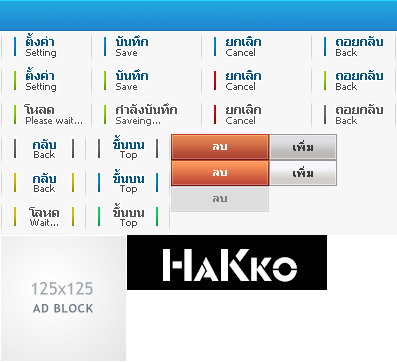 ตั้งค่า บันทึก ยกเลิก ถอยกลับ
Setting Save Cancel Back
ตั้งค่า บันทึก ยกเลิก ถอยกลับ
Setting Save Cancel Back
โหลด กำลังบันทึก ยกเลิก ถอยกลับ
Please wait... Saveing... Cancel Back
กลับ ขึ้นบน ลบ เพิ่ม
Back Top
กลับ ขึ้นบน ลบ เพิ่ม
Back Top
โลหด ขึ้นบน ลบ
Wait... Top
HAKKO
125x125
AD BLOCK